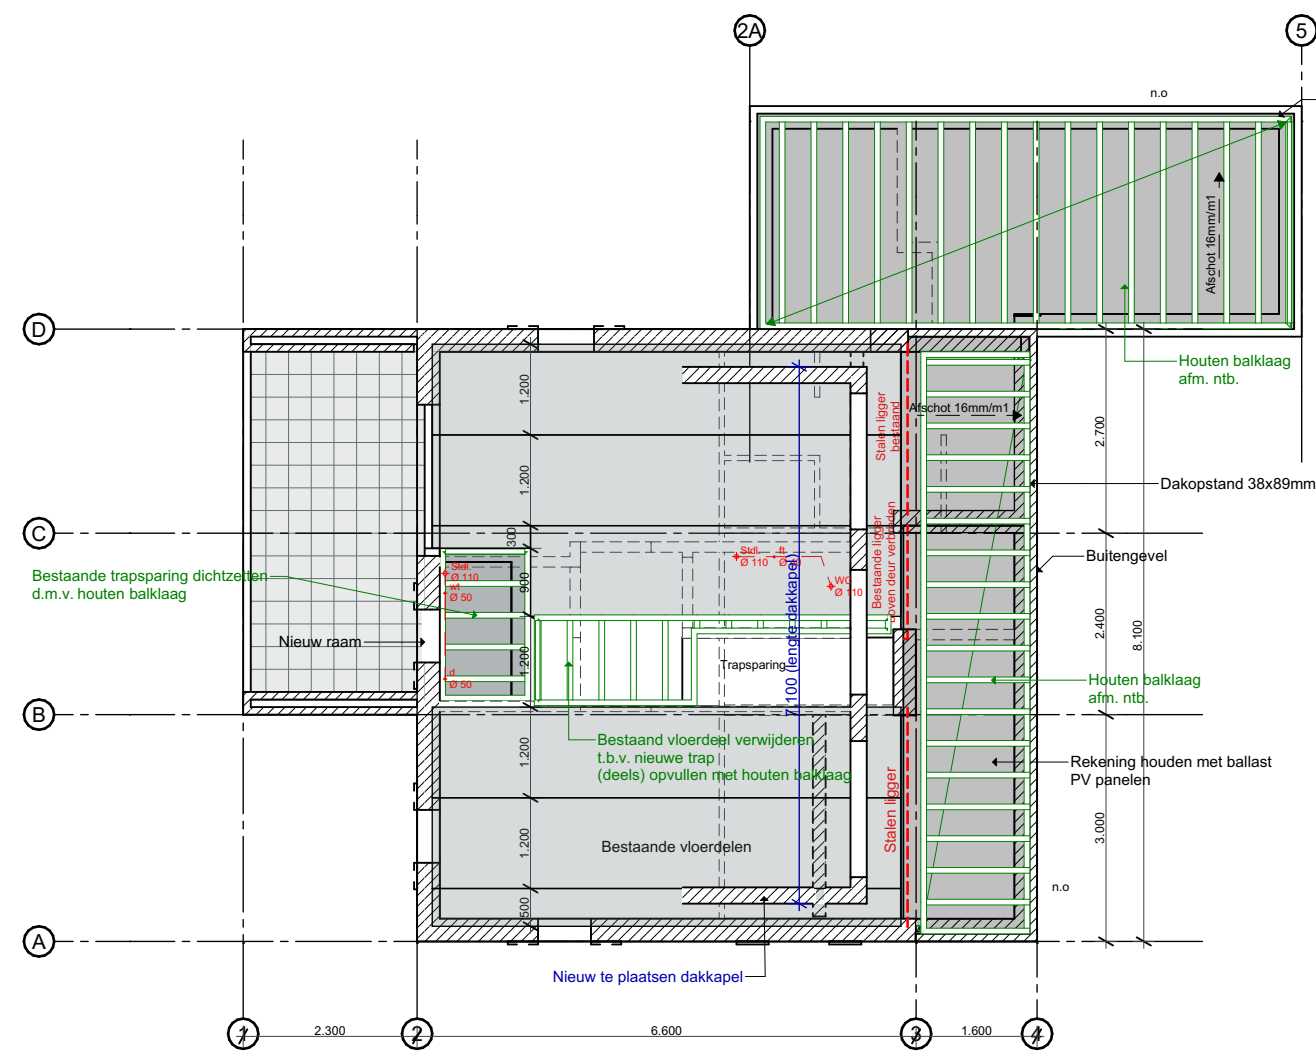 2A
5
n.o
Afschot 16mm/m1
D
Houten balklaag
afm. ntb.
1.200
Stalen ligger
bestaand
Afschot 16mm/m1
2.700
1.200
Dakopstand 38x89mm
C
300
Bestaande ligger
boven deur verbreden
Buitengevel
Bestaande trapsparing dichtzetten
d.m.v. houten balklaag
Stdl.
Ø 110
wt
Ø 50
900
Stdl.
Ø 110
ft
WC
Ø 110
Nieuw raam
2.400
8.100
d
Ø 50
1.200
Trapsparing
7.100 (lengte dakkapel)
Houten balklaag
afm. ntb.
B
Bestaand vloerdeel verwijderen
t.b.v. nieuwe trap
(deels) opvullen met houten balklaag
1.200
Rekening houden met ballast
PV panelen
Stalen ligger
3.000
1.200
Bestaande vloerdelen
n.o
500
A
Nieuw te plaatsen dakkapel
1
2.300
2
6.600
3
1.600
4